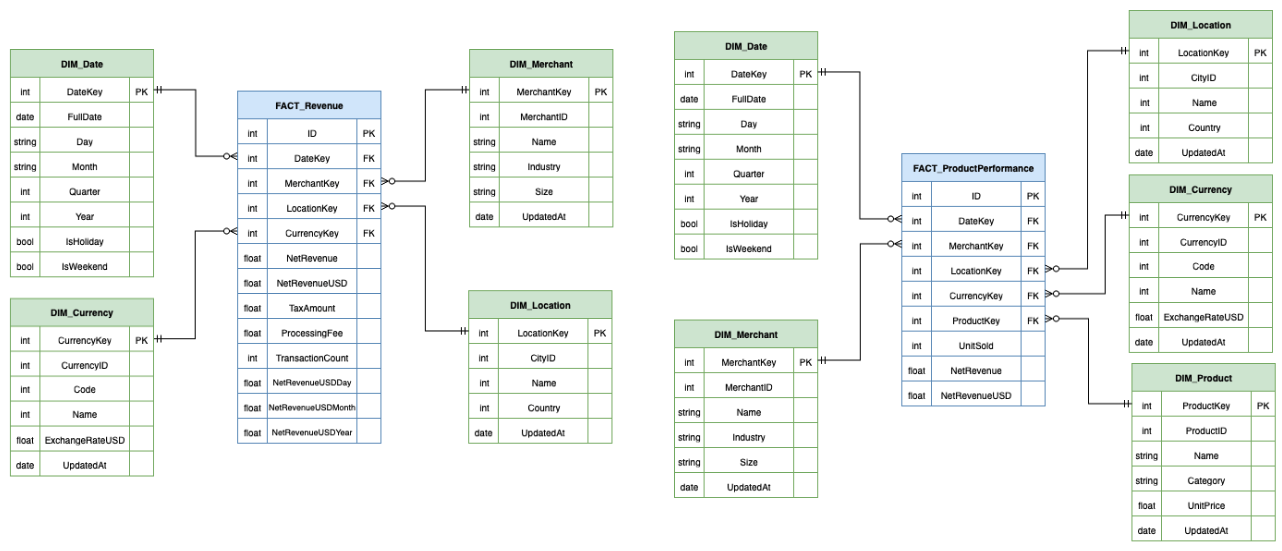 DIM_Date
int DateKey PK
date FullDate
string Day
string Month
int Quarter
int Year
bool IsHoliday
bool IsWeekend
DIM_Currency
int CurrencyKey PK
int CurrencyID
int Code
int Name
float ExchangeRateUSD
date UpdatedAt
FACT_Revenue
int ID PK
int DateKey FK
int MerchantKey FK
int LocationKey FK
int CurrencyKey FK
float NetRevenue
float NetRevenueUSD
float TaxAmount
float ProcessingFee
int TransactionCount
float NetRevenueUSDDay
float NetRevenueUSDMonth
float NetRevenueUSDYear
DIM_Merchant
int MerchantKey PK
int MerchantID
string Name
string Industry
string Size
date UpdatedAt
DIM_Location
int LocationKey PK
int CityID
int Name
int Country
date UpdatedAt
DIM_Date
int DateKey PK
date FullDate
string Day
string Month
int Quarter
int Year
bool IsHoliday
bool IsWeekend
DIM_Merchant
int MerchantKey PK
int MerchantID
string Name
string Industry
string Size
date UpdatedAt
FACT_ProductPerformance
int ID PK
int DateKey FK
int MerchantKey FK
int LocationKey FK
int CurrencyKey FK
int ProductKey FK
int UnitSold
float NetRevenue
float NetRevenueUSD
DIM_Location
int LocationKey PK
int CityID
int Name
int Country
date UpdatedAt
DIM_Currency
int CurrencyKey PK
int CurrencyID
int Code
int Name
float ExchangeRateUSD
date UpdatedAt
DIM_Product
int ProductKey PK
int ProductID
string Name
string Category
float UnitPrice
date UpdatedAt